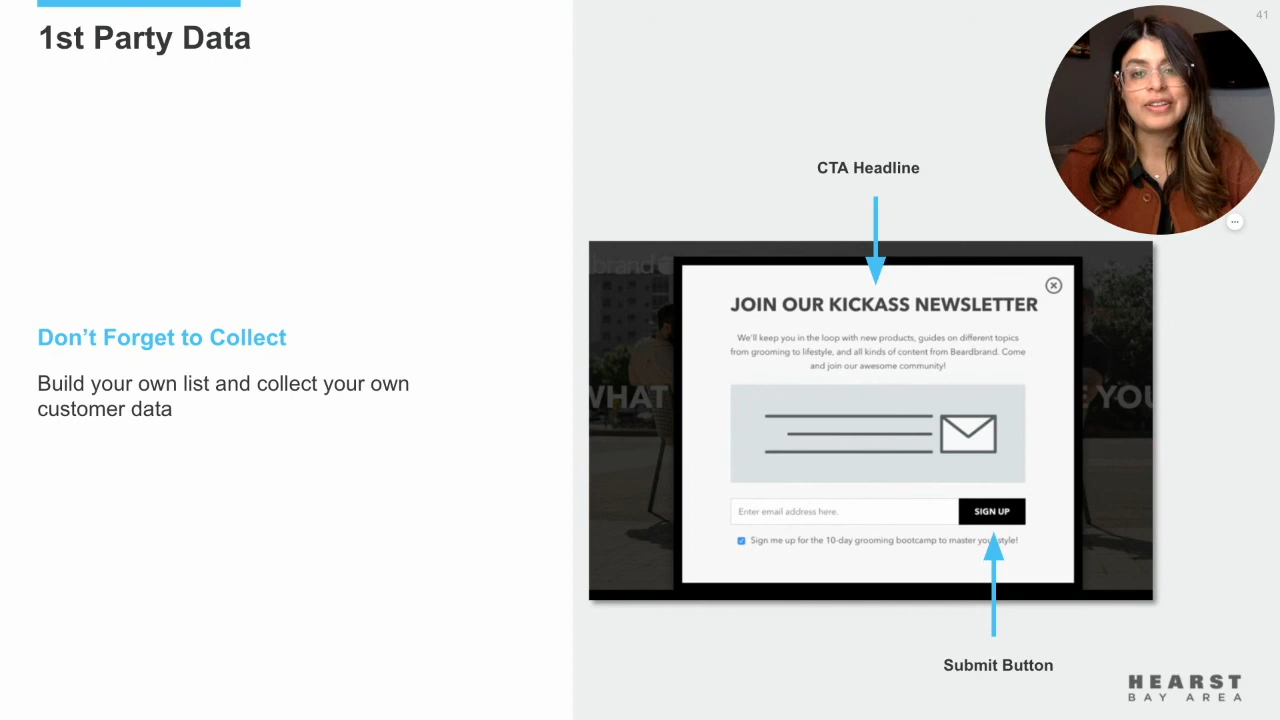 41
1st Party Data
CTA Headline
brand
JOIN OUR KICKASS NEWSLETTER
We'll keep you in the loop with new products, guides on different topics
from grooming to lifestyle, and all kinds of content from Beardbrand. Come
and join our awesome community!
Don't Forget to Collect
Build your own list and collect your own
customer data
WHAT
E YOU
Enter email address here.
SIGN UP
Sign me up for the 10-day grooming bootcamp to master your style!
Submit Button
HEARST
BAY AREA